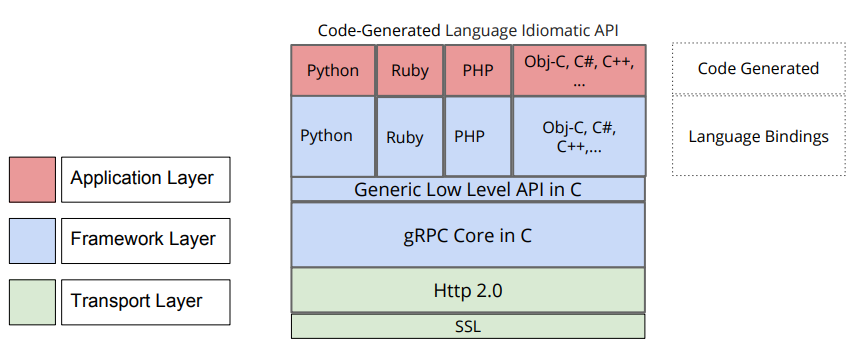 Code-Generated Language Idiomatic API
Python
Ruby
PHP
Obj-C, C#, C++,
...
Code Generated
Python
Ruby
PHP
Obj-C, C#,
C++,...
Language Bindings
Generic Low Level API in C
gRPC Core in C
Http 2.0
SSL
Application Layer
Framework Layer
Transport Layer